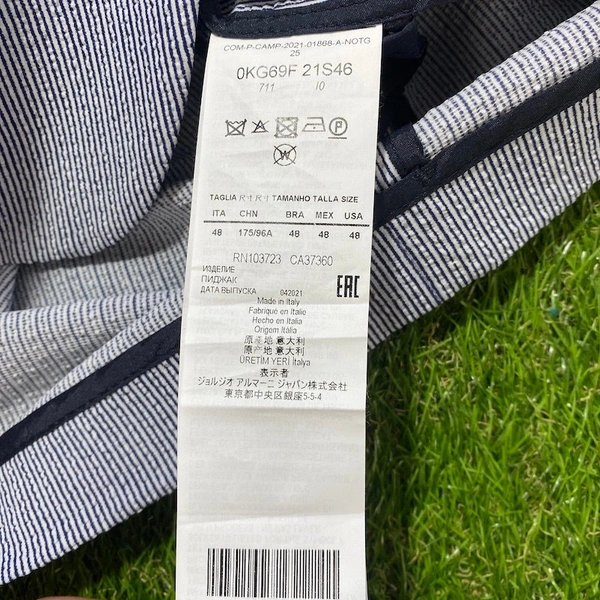 COM-P-CAMP-2021-01868-A-NOTG
25
0KG69F 21S46
711 10
W
TAGLIA TAMANHO TALLA SIZE
ITA CHN BRA MEX USA
48 175/96A 48 48 48
RN103723 CA37360
ИЗДЕЛИЕ
ПИДЖАК
ДАТА ВЫПУСКА 042021
EAC
Made in Italy
Fabriqué en Italie
Hecho en Italia
Origem Itália
原产地意大利
原產地意大利
ÜRETİM YERİ İtalya
表示者
ジョルジオ アルマーニ ジャパン株式会社
東京都中央区銀座5-5-4